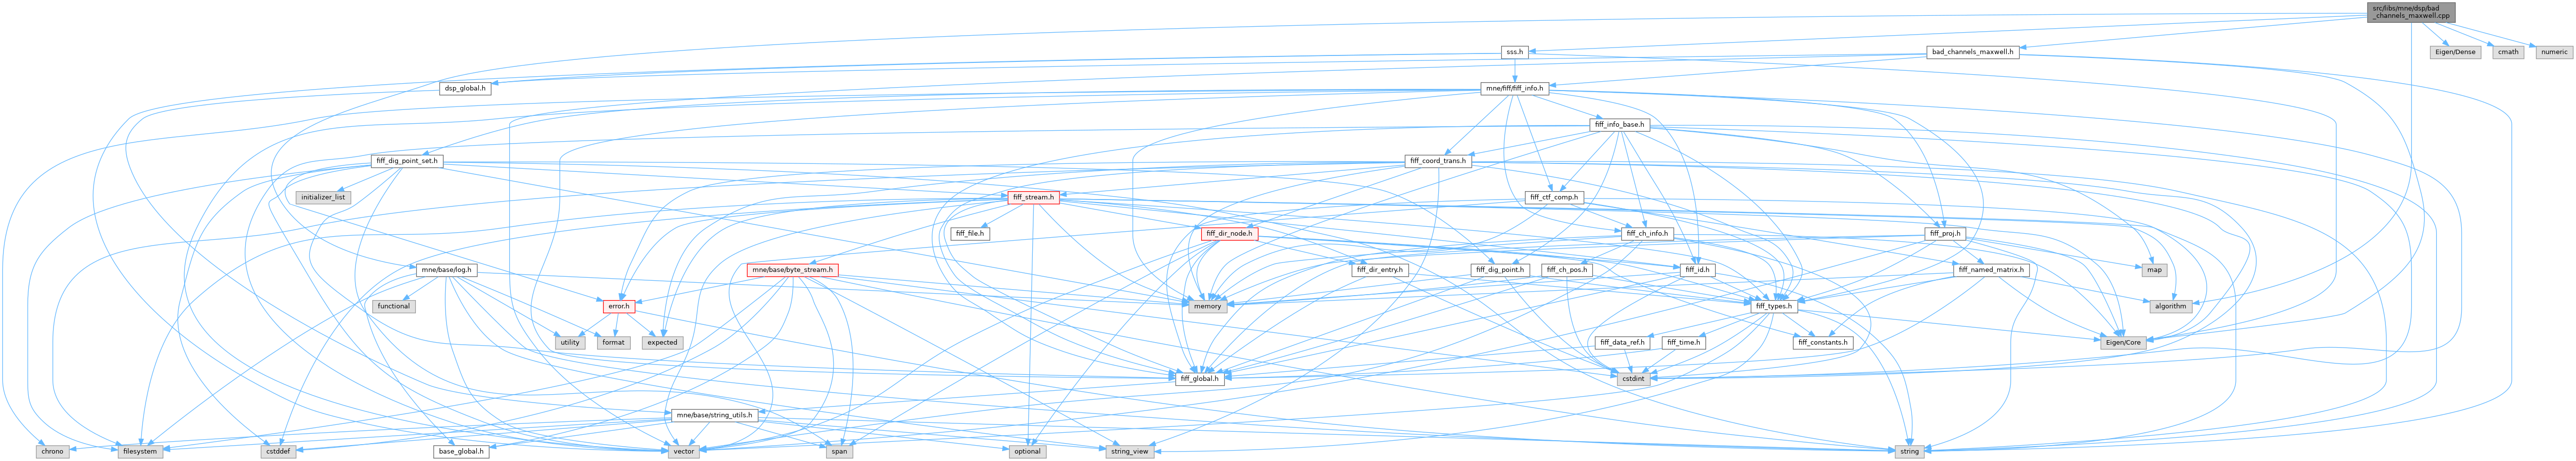 src/libs/mne/dsp/bad
_channels_maxwell.cpp
sss.h
bad_channels_maxwell.h
Eigen/Dense
cmath
numeric
dsp_global.h
mne/fiff/fiff_info.h
fiff_info_base.h
fiff_dig_point_set.h
fiff_coord_trans.h
initializer_list
fiff_stream.h
fiff_ctf_comp.h
fiff_file.h
fiff_dir_node.h
fiff_ch_info.h
fiff_proj.h
mne/base/log.h
mne/base/byte_stream.h
fiff_dir_entry.h
fiff_dig_point.h
fiff_ch_pos.h
fiff_id.h
fiff_named_matrix.h
map
functional
error.h
memory
fiff_types.h
algorithm
utility
format
expected
fiff_data_ref.h
fiff_time.h
fiff_constants.h
Eigen/Core
fiff_global.h
cstdint
mne/base/string_utils.h
chrono
filesystem
cstddef
base_global.h
vector
span
optional
string_view
string